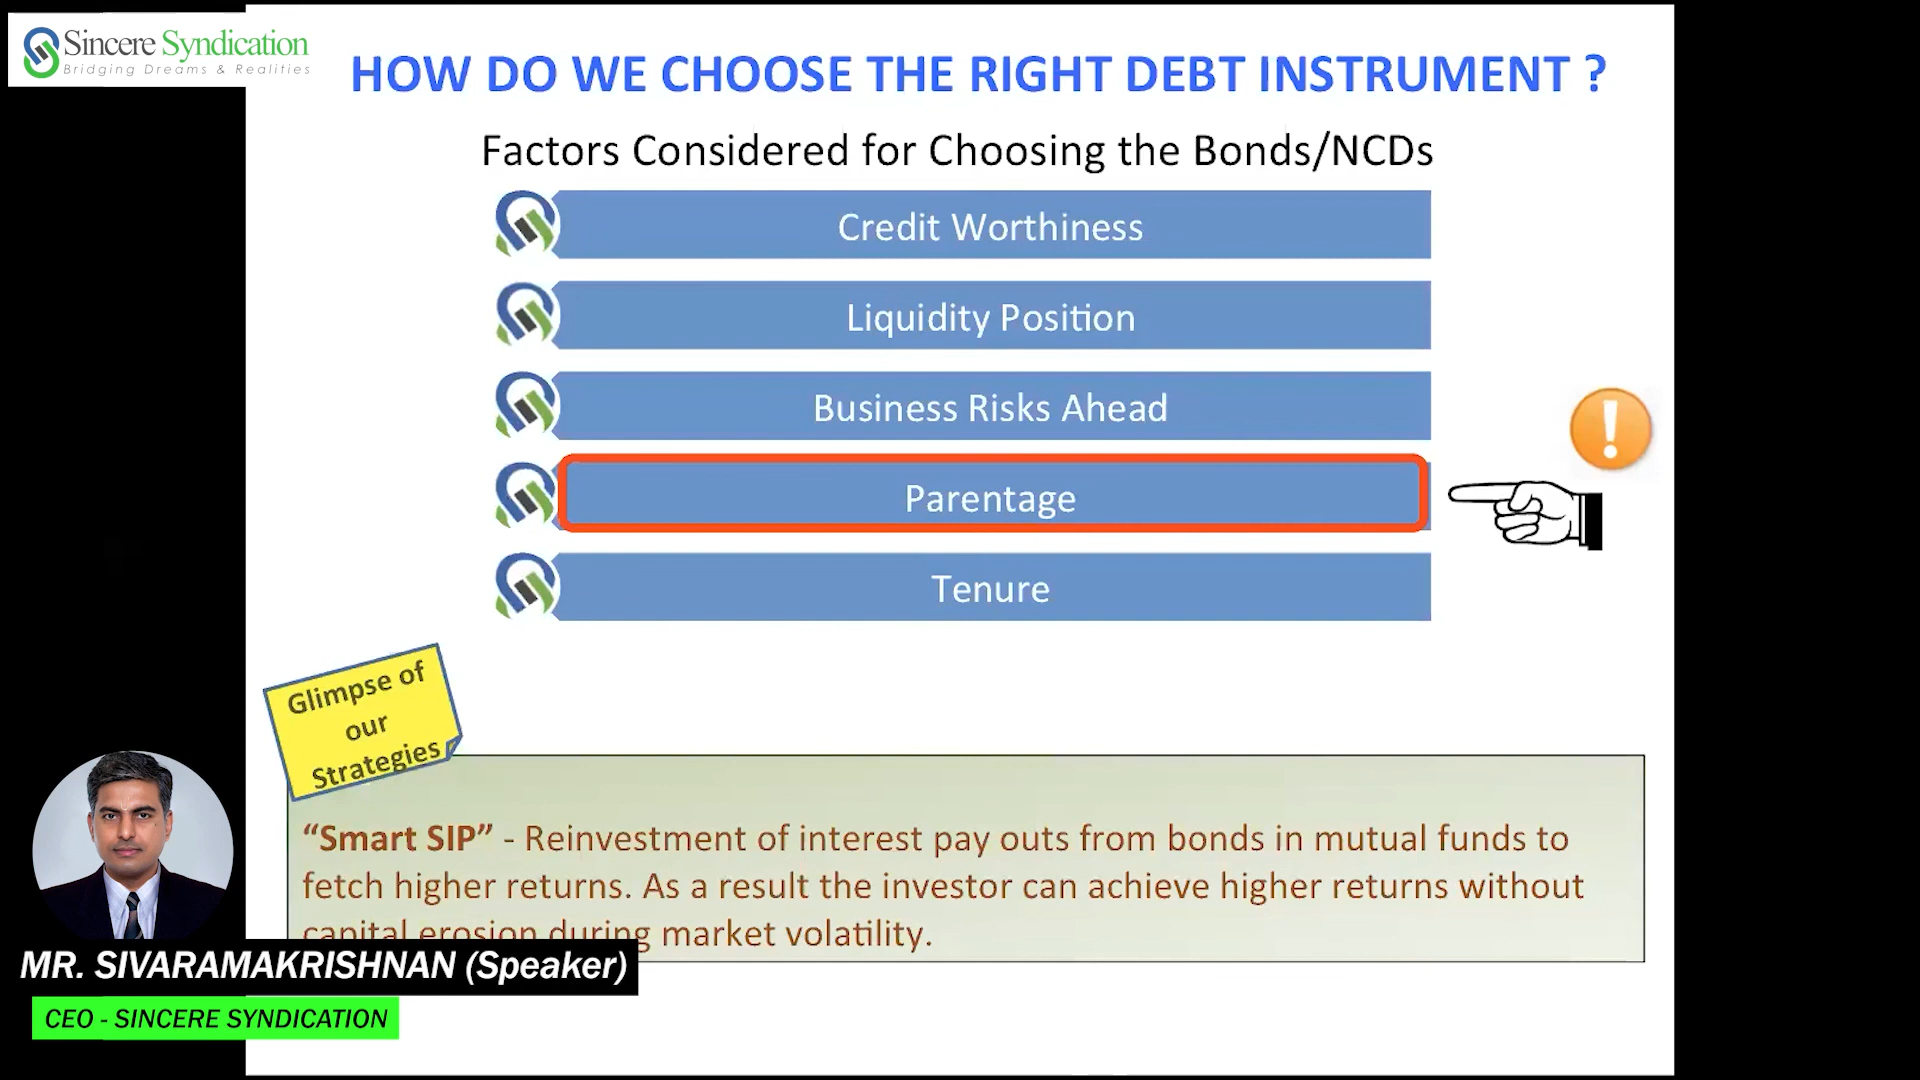 Sincere Syndication
Bridging Dreams & Realities
HOW DO WE CHOOSE THE RIGHT DEBT INSTRUMENT ?
Factors Considered for Choosing the Bonds/NCDs
Credit Worthiness
Liquidity Position
Business Risks Ahead
!
Parentage
Tenure
Glimpse of
our
Strategies
“Smart SIP” - Reinvestment of interest pay outs from bonds in mutual funds to
fetch higher returns. As a result the investor can achieve higher returns without
capital erosion during market volatility.
MR. SIVARAMAKRISHNAN (Speaker)
CEO - SINCERE SYNDICATION